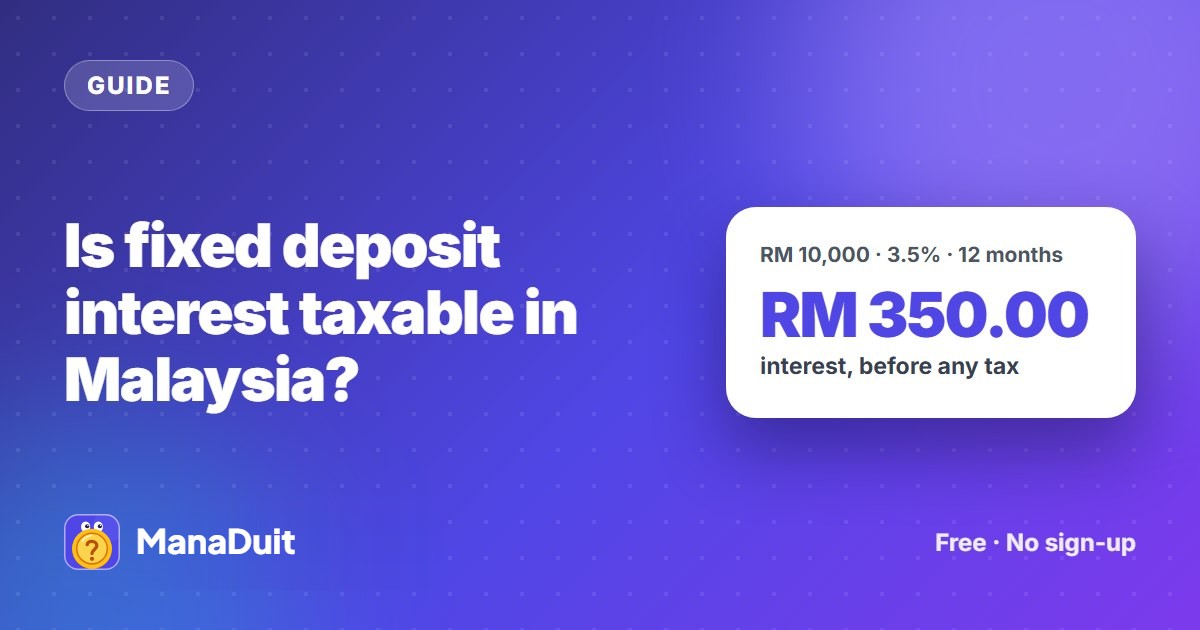 GUIDE
Is fixed deposit
interest taxable in
Malaysia?
RM 10,000 · 3.5% · 12 months
RM 350.00
interest, before any tax
?
ManaDuit
Free · No sign-up